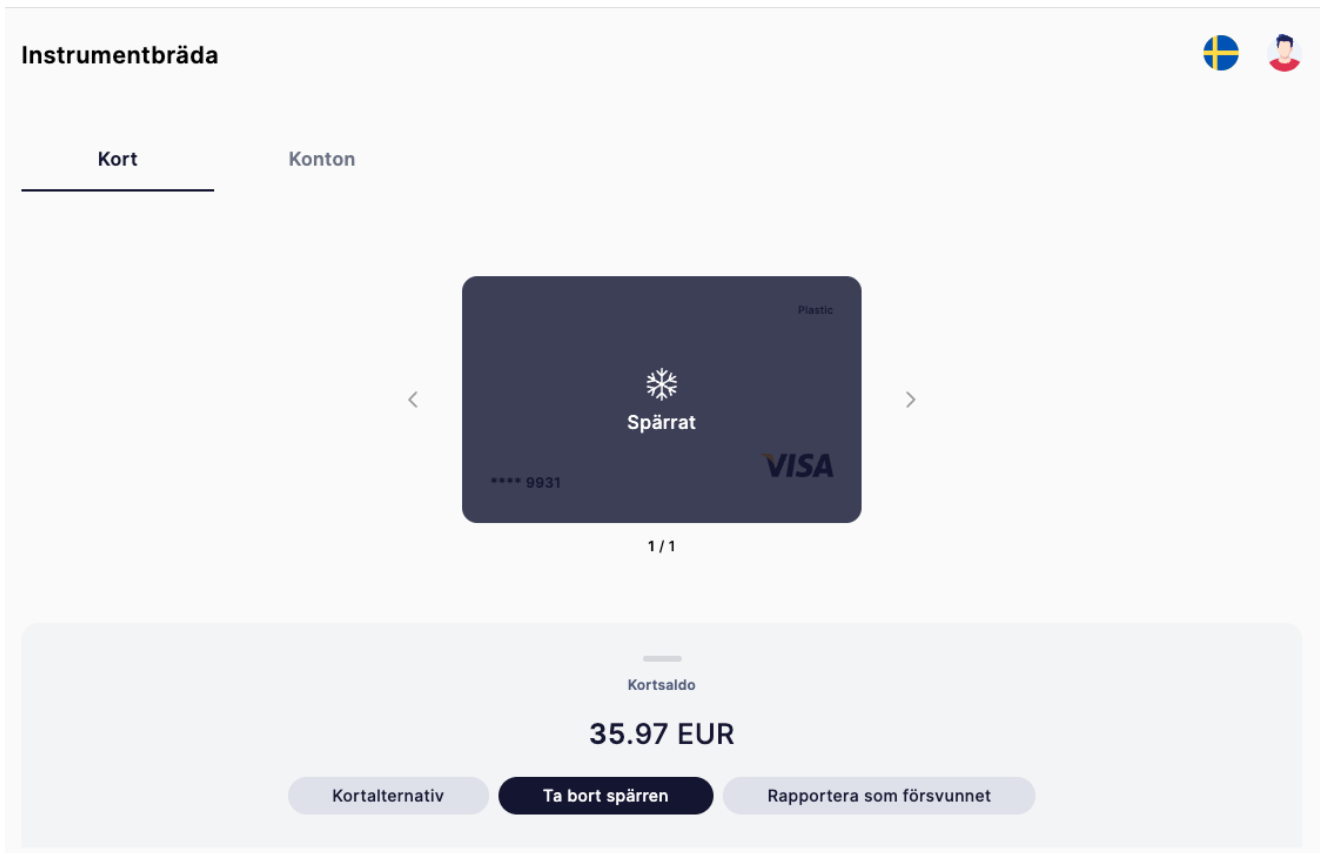 Instrumentbräda
Kort Konton
Plastic
Spärrat
VISA
•••• 9931
1 / 1
Kortsaldo
35.97 EUR
Kortalternativ Ta bort spärren Rapportera som försvunnet